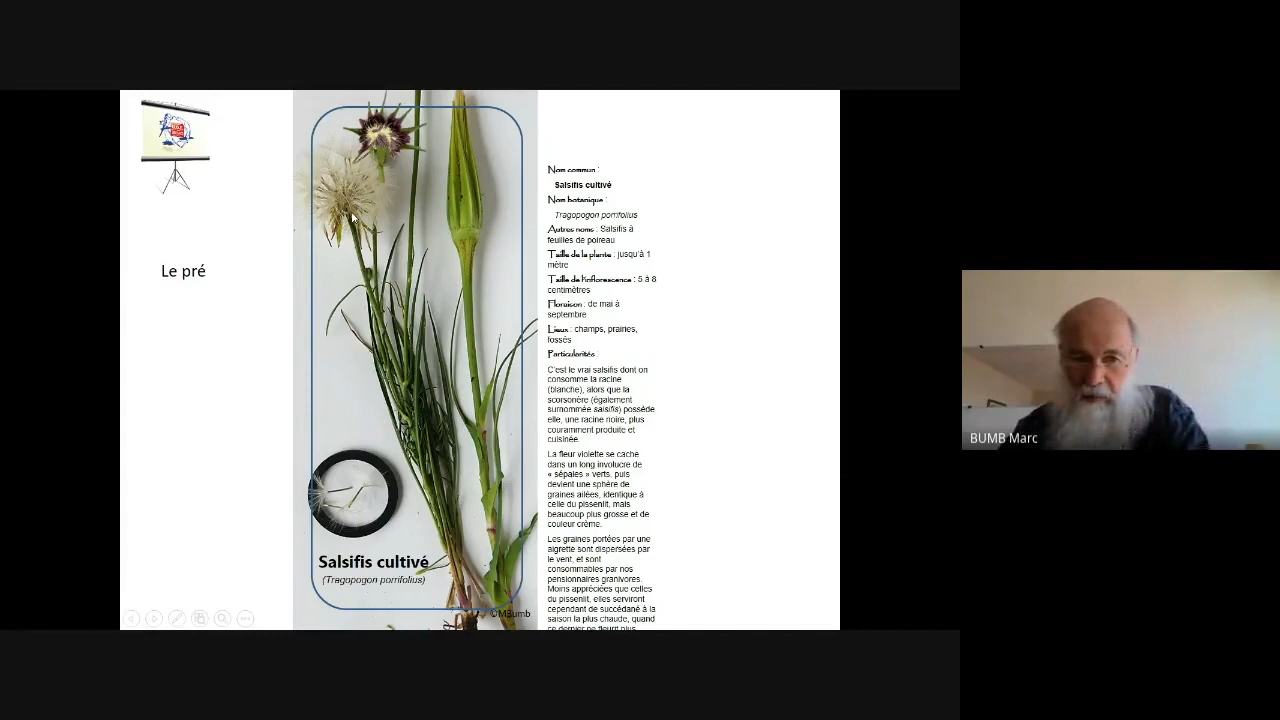 Le pré
Salsifis cultivé
(Tragopogon porrifolius)
©MBumb
Nom commun :
Salsifis cultivé
Nom botanique :
Tragopogon porrifolius
Autres noms : Salsifis à
feuilles de poireau
Taille de la plante : jusqu'à 1
mètre
Taille de l'inflorescence : 5 à 8
centimètres
Floraison : de mai à
septembre
Lieux : champs, prairies,
fossés
Particularités :
C'est le vrai salsifis dont on
consomme la racine
(blanche), alors que la
scorsonère (également
surnommée salsifis) possède
elle, une racine noire, plus
couramment produite et
cuisinée.
La fleur violette se cache
dans un long involucre de
« sépales » verts, puis
devient une sphère de
graines ailées, identique à
celle du pissenlit, mais
beaucoup plus grosse et de
couleur crème.
Les graines portées par une
aigrette sont dispersées par
le vent, et sont
consommables par nos
pensionnaires granivores.
Moins appréciées que celles
du pissenlit, elles serviront
cependant de succédané à la
saison la plus chaude, quand
ce dernier ne fleurit plus
BUMB Marc